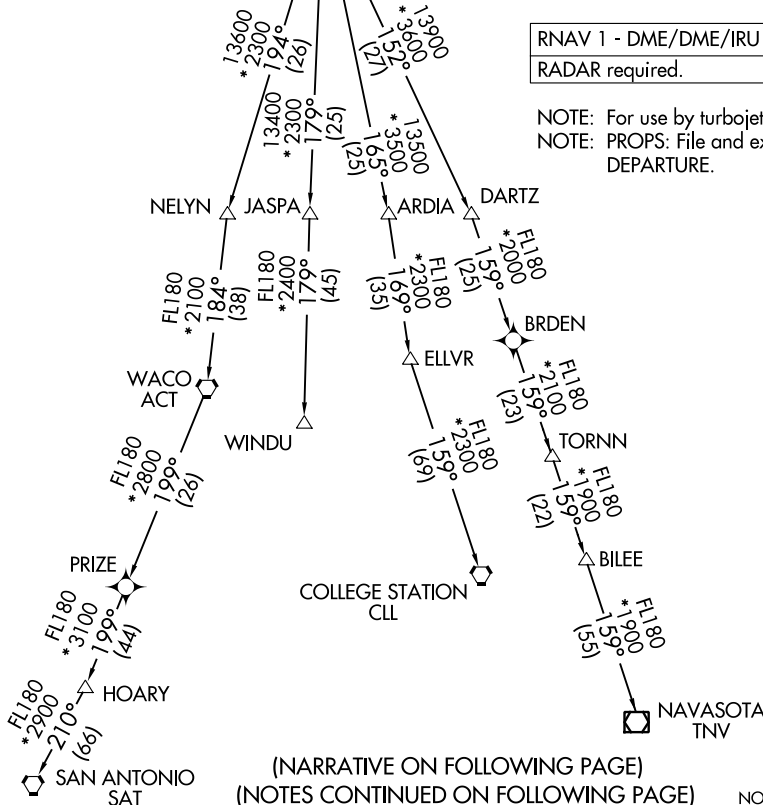 13600
*2300
194°
(26)
13400
*2300
179°
(25)
13500
*3500
165°
(25)
13900
*3600
152°
(27)
RNAV 1 - DME/DME/IRU
RADAR required.
NOTE: For use by turbojet
NOTE: PROPS: File and ex
DEPARTURE.
NELYN
JASPA
ARDIA
DARTZ
FL180
*2100
184°
(38)
FL180
*2400
179°
(45)
FL180
*2300
169°
(35)
FL180
*2000
159°
(25)
BRDEN
WACO
ACT
WINDU
ELLVR
FL180
*2100
159°
(23)
TORNN
FL180
*2800
199°
(26)
FL180
*2300
159°
(69)
FL180
*1900
159°
(22)
BILEE
PRIZE
COLLEGE STATION
CLL
FL180
*3100
199°
(44)
FL180
*1900
159°
(55)
HOARY
FL180
*2900
210°
(66)
NAVASOTA
TNV
SAN ANTONIO
SAT
(NARRATIVE ON FOLLOWING PAGE)
(NOTES CONTINUED ON FOLLOWING PAGE)
NO